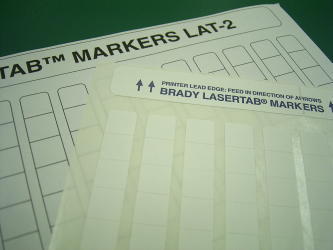 TAB™ MARKERS LAT-2
PRINTER LEAD EDGE: FEED IN DIRECTION OF ARROWS
BRADY LASERTAB® MARKERS